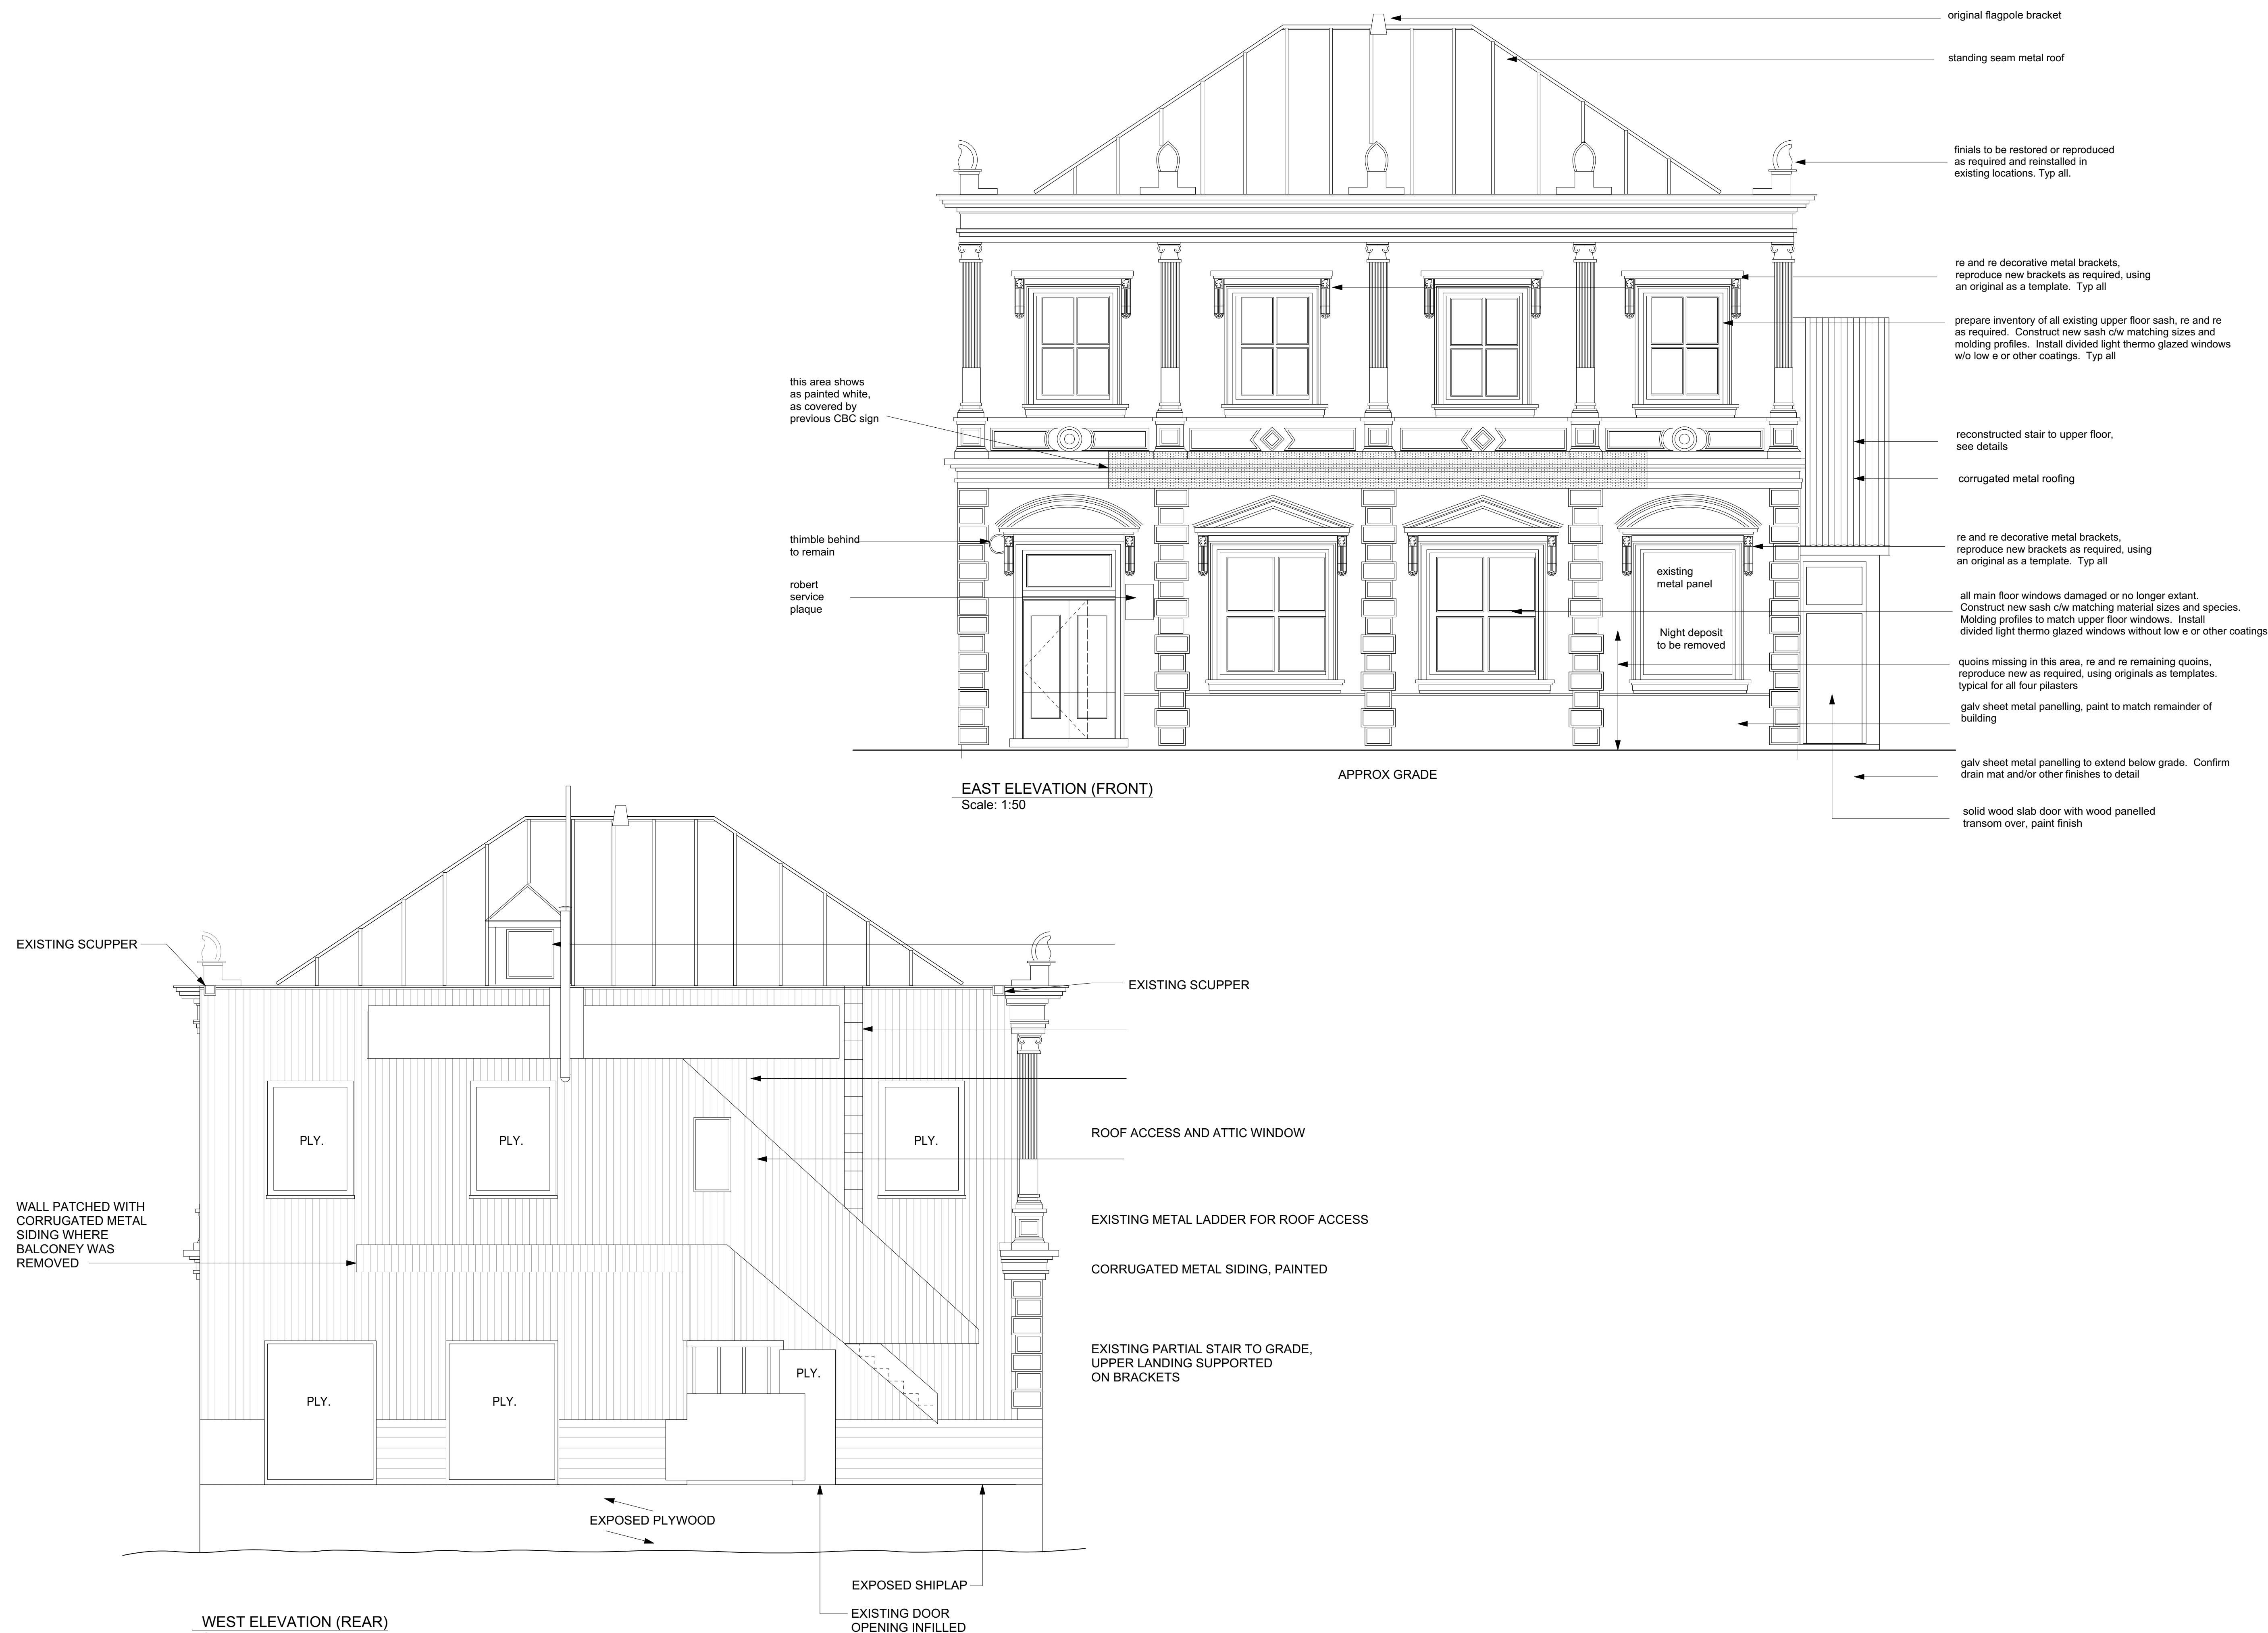 original flagpole bracket
standing seam metal roof
finials to be restored or reproduced
as required and reinstalled in
existing locations. Typ all.
re and re decorative metal brackets,
reproduce new brackets as required, using
an original as a template.  Typ all
prepare inventory of all existing upper floor sash, re and re
as required.  Construct new sash c/w matching sizes and
molding profiles.  Install divided light thermo glazed windows
w/o low e or other coatings.  Typ all
this area shows
as painted white,
as covered by
previous CBC sign
reconstructed stair to upper floor,
see details
corrugated metal roofing
thimble behind
to remain
re and re decorative metal brackets,
reproduce new brackets as required, using
an original as a template.  Typ all
robert
service
plaque
existing
metal panel
Night deposit
to be removed
all main floor windows damaged or no longer extant.
Construct new sash c/w matching material sizes and species.
Molding profiles to match upper floor windows.  Install
divided light thermo glazed windows without low e or other coatings
quoins missing in this area, re and re remaining quoins,
reproduce new as required, using originals as templates.
typical for all four pilasters
galv sheet metal panelling, paint to match remainder of
building
galv sheet metal panelling to extend below grade.  Confirm
drain mat and/or other finishes to detail
solid wood slab door with wood panelled
transom over, paint finish
APPROX GRADE
EAST ELEVATION (FRONT)
Scale: 1:50
EXISTING SCUPPER
EXISTING SCUPPER
PLY.
PLY.
PLY.
ROOF ACCESS AND ATTIC WINDOW
WALL PATCHED WITH
CORRUGATED METAL
SIDING WHERE
BALCONEY WAS
REMOVED
EXISTING METAL LADDER FOR ROOF ACCESS
CORRUGATED METAL SIDING, PAINTED
EXISTING PARTIAL STAIR TO GRADE,
UPPER LANDING SUPPORTED
ON BRACKETS
PLY.
PLY.
PLY.
EXPOSED PLYWOOD
EXPOSED SHIPLAP
EXISTING DOOR
OPENING INFILLED
WEST ELEVATION (REAR)